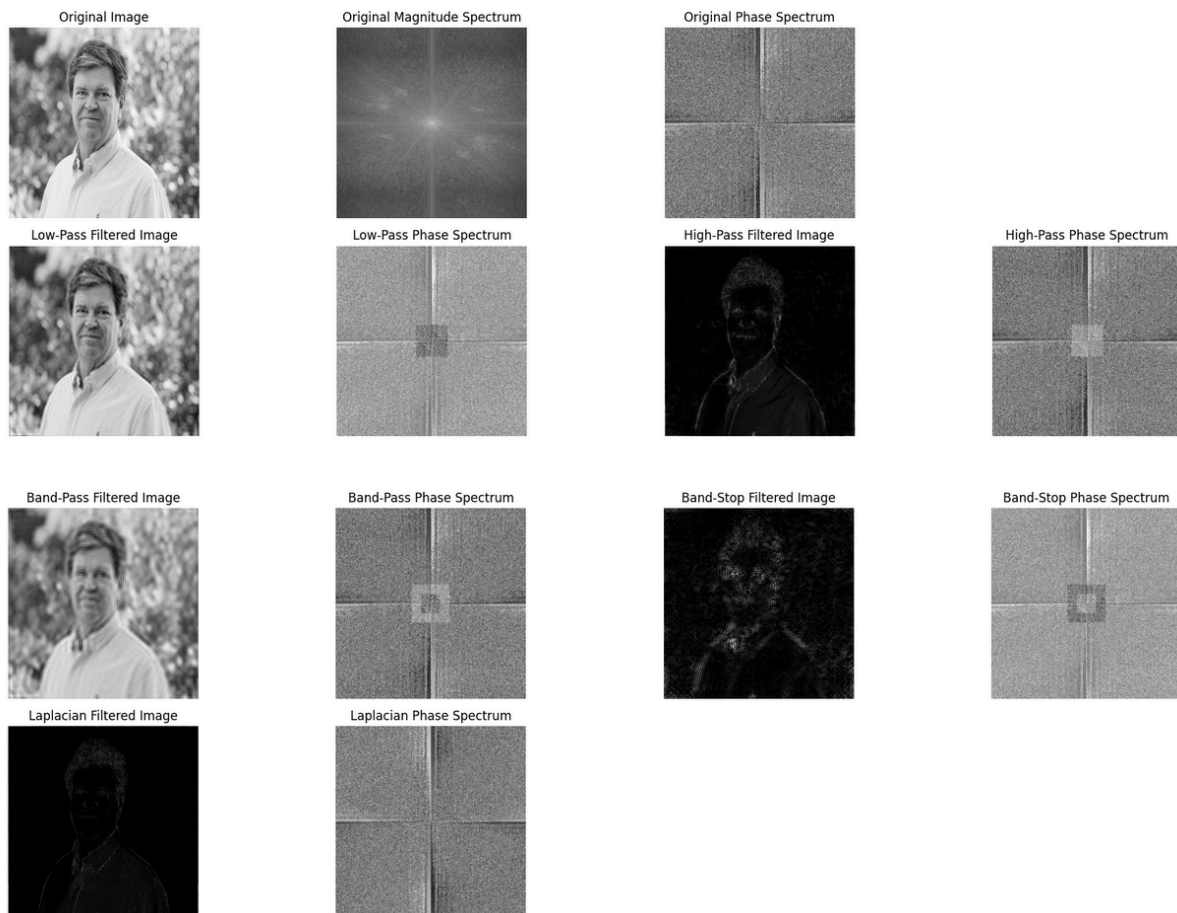 Original Image
Original Magnitude Spectrum
Original Phase Spectrum
Low-Pass Filtered Image
Low-Pass Phase Spectrum
High-Pass Filtered Image
High-Pass Phase Spectrum
Band-Pass Filtered Image
Band-Pass Phase Spectrum
Band-Stop Filtered Image
Band-Stop Phase Spectrum
Laplacian Filtered Image
Laplacian Phase Spectrum